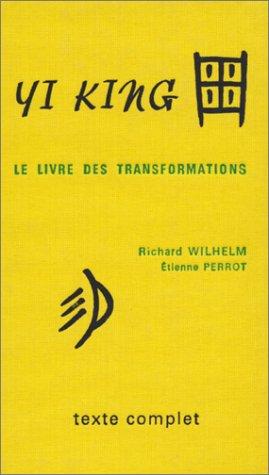 YI KING
LE LIVRE DES TRANSFORMATIONS
Richard WILHELM
Étienne PERROT
texte complet